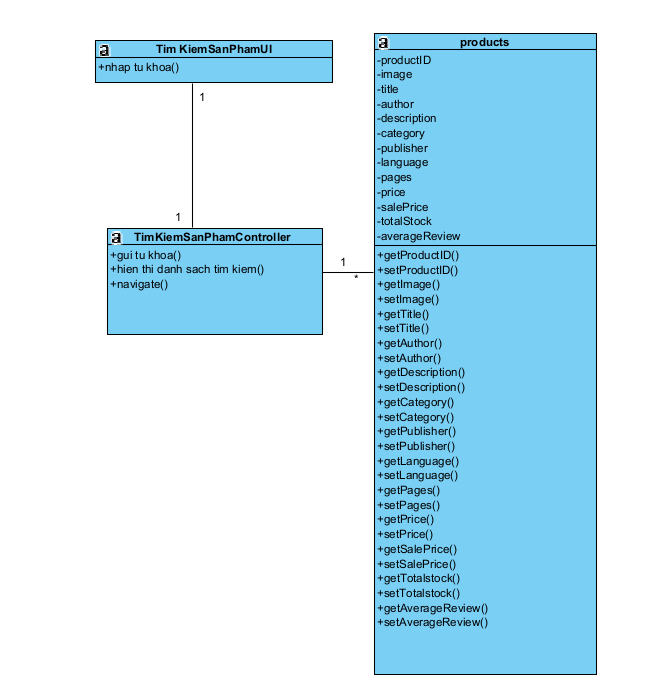 a Tim KiemSanPhamUI
+nhap tu khoa()
1
1
a TimKiemSanPhamController
+gui tu khoa()
+hien thi danh sach tim kiem()
+navigate()
1
*
a products
-productID
-image
-title
-author
-description
-category
-publisher
-language
-pages
-price
-salePrice
-totalStock
-averageReview
+getProductID()
+setProductID()
+getImage()
+setImage()
+getTitle()
+setTitle()
+getAuthor()
+setAuthor()
+getDescription()
+setDescription()
+getCategory()
+setCategory()
+getPublisher()
+setPublisher()
+getLanguage()
+setLanguage()
+getPages()
+setPages()
+getPrice()
+setPrice()
+getSalePrice()
+setSalePrice()
+getTotalstock()
+setTotalstock()
+getAverageReview()
+setAverageReview()